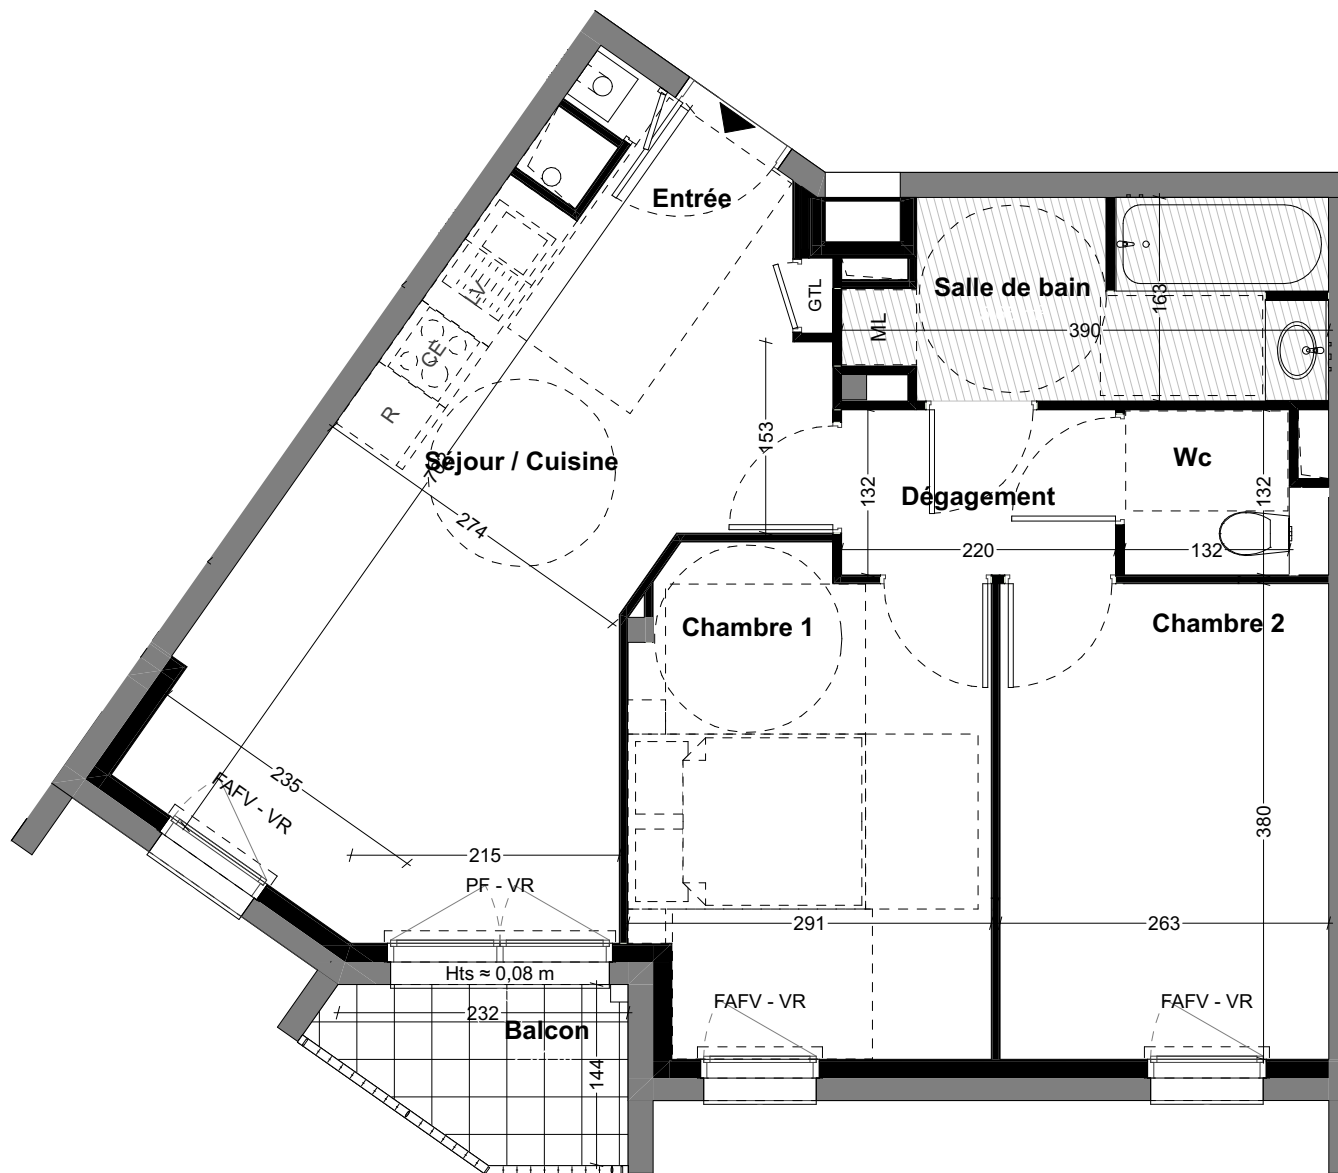 Entrée
Salle de bain
163
390
GTL
ML
LV
CE
R
Séjour / Cuisine
274
153
132
Dégagement
Wc
132
220
132
Chambre 1
Chambre 2
235
FAFV - VR
215
PF - VR
380
291
263
Hts ≈ 0,08 m
232
Balcon
144
FAFV - VR
FAFV - VR